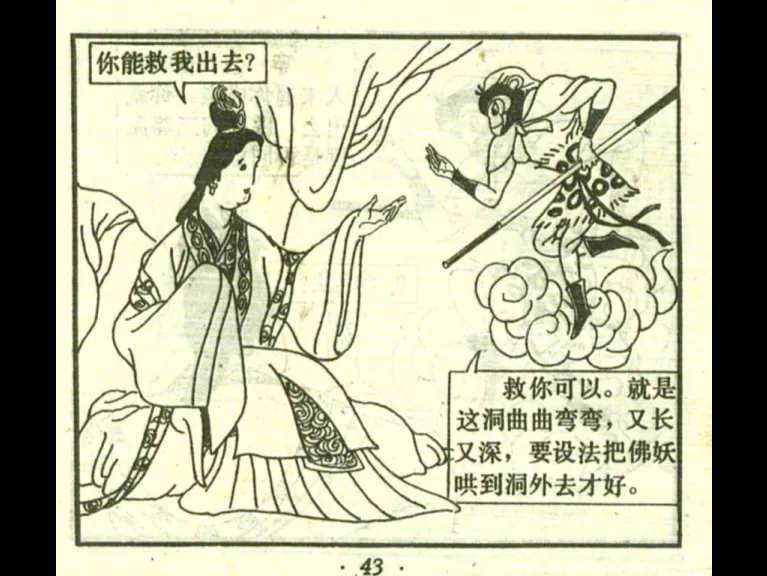 你能救我出去？
救你可以。就是
这洞曲曲弯弯，又长
又深，要设法把佛妖
哄到洞外去才好。
· 43 ·